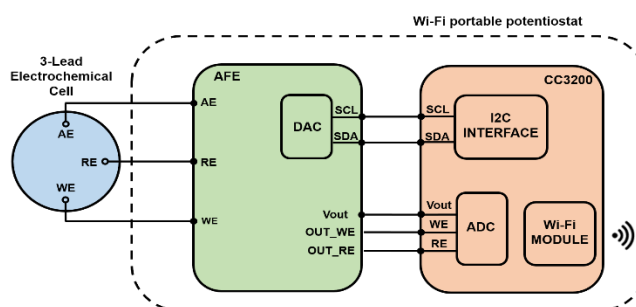 Wi-Fi portable potentiostat
3-Lead
Electrochemical
Cell
AE
RE
WE
AFE
AE
RE
WE
DAC
SCL
SDA
Vout
OUT_WE
OUT_RE
CC3200
SCL
SDA
I2C
INTERFACE
Vout
WE
RE
ADC
Wi-Fi
MODULE